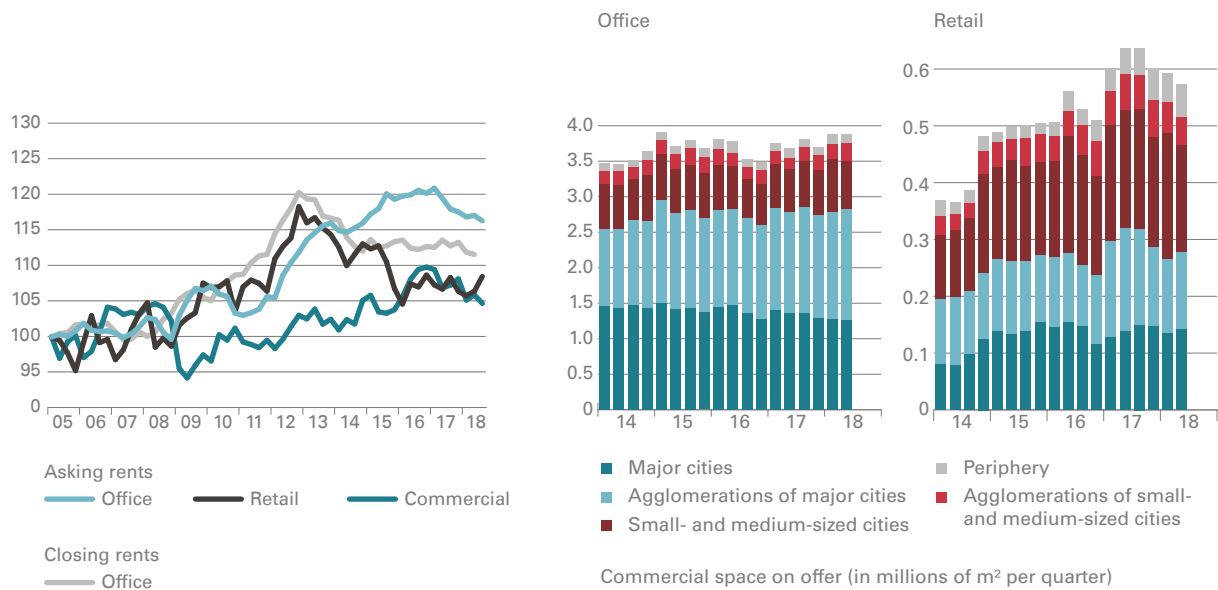 130
125
120
115
110
105
100
95
0
05 06 07 08 09 10 11 12 13 14 15 16 17 18
Asking rents
Office
Retail
Commercial
Closing rents
Office
Office
4.0
3.5
3.0
2.5
2.0
1.5
1.0
0.5
0
14 15 16 17 18
Retail
0.6
0.5
0.4
0.3
0.2
0.1
0
14 15 16 17 18
Major cities
Agglomerations of major cities
Small- and medium-sized cities
Periphery
Agglomerations of small-
and medium-sized cities
Commercial space on offer (in millions of m² per quarter)